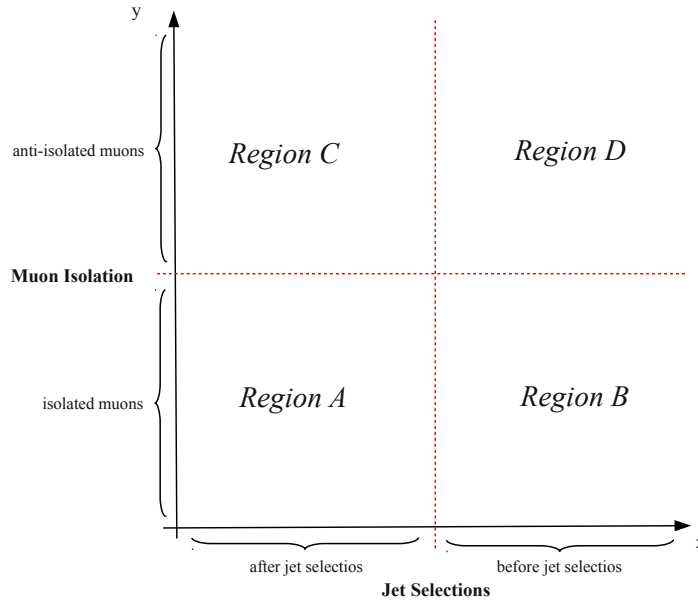 y
anti-isolated muons
Region C
Region D
Muon Isolation
isolated muons
Region A
Region B
x
after jet selectios
before jet selectios
Jet Selections